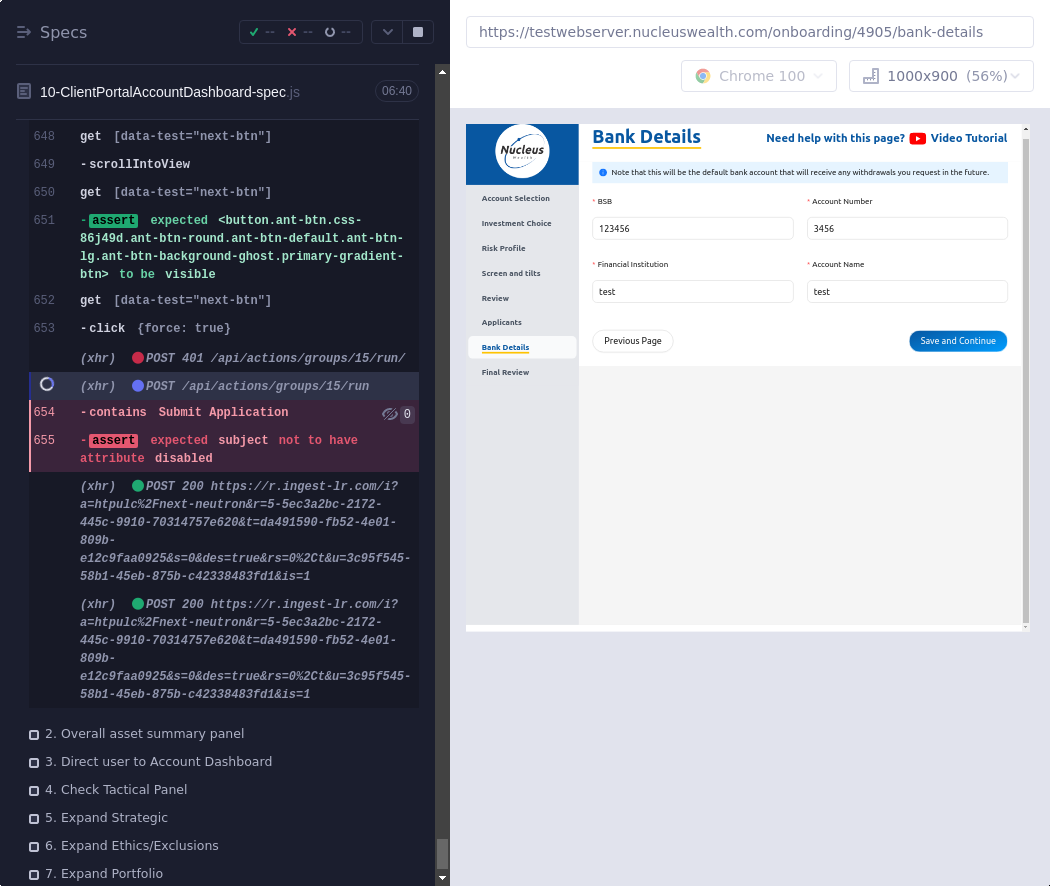 Specs
-- -- --
10-ClientPortalAccountDashboard-spec.js 06:40
648 get [data-test="next-btn"]
649 -scrollIntoView
650 get [data-test="next-btn"]
651 -assert expected <button.ant-btn.css-
86j49d.ant-btn-round.ant-btn-default.ant-btn-
lg.ant-btn-background-ghost.primary-gradient-
btn> to be visible
652 get [data-test="next-btn"]
653 -click {force: true}
(xhr) POST 401 /api/actions/groups/15/run/
(xhr) POST /api/actions/groups/15/run
654 -contains Submit Application 0
655 -assert expected subject not to have
attribute disabled
(xhr) POST 200 https://r.ingest-lr.com/i?
a=htpulc%2Fnext-neutron&r=5-5ec3a2bc-2172-
445c-9910-70314757e620&t=da491590-fb52-4e01-
809b-
e12c9faa0925&s=0&des=true&rs=0%2Ct&u=3c95f545-
58b1-45eb-875b-c42338483fd1&is=1
(xhr) POST 200 https://r.ingest-lr.com/i?
a=htpulc%2Fnext-neutron&r=5-5ec3a2bc-2172-
445c-9910-70314757e620&t=da491590-fb52-4e01-
809b-
e12c9faa0925&s=0&des=true&rs=0%2Ct&u=3c95f545-
58b1-45eb-875b-c42338483fd1&is=1
2. Overall asset summary panel
3. Direct user to Account Dashboard
4. Check Tactical Panel
5. Expand Strategic
6. Expand Ethics/Exclusions
7. Expand Portfolio
https://testwebserver.nucleuswealth.com/onboarding/4905/bank-details
Chrome 100
1000x900 (56%)
Nucleus
Wealth
Account Selection
Investment Choice
Risk Profile
Screen and tilts
Review
Applicants
Bank Details
Final Review
Bank Details
Need help with this page? Video Tutorial
Note that this will be the default bank account that will receive any withdrawals you request in the future.
* BSB
123456
* Account Number
3456
* Financial Institution
test
* Account Name
test
Previous Page
Save and Continue